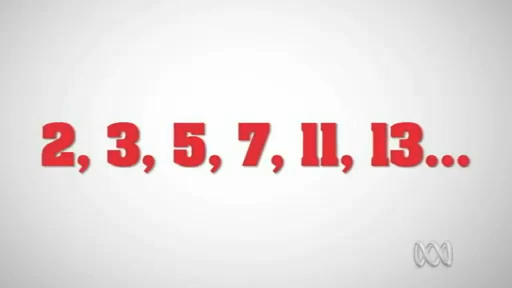 2, 3, 5, 7, 11, 13...